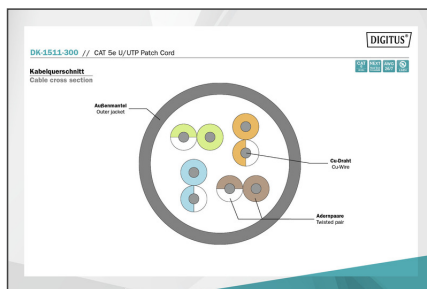 DIGITUS®
DK-1511-300 // CAT 5e U/UTP Patch Cord
Kabelquerschnitt
Cable cross section
Außenmantel
Outer jacket
Cu-Draht
Cu-Wire
Adernpaare
Twisted pair